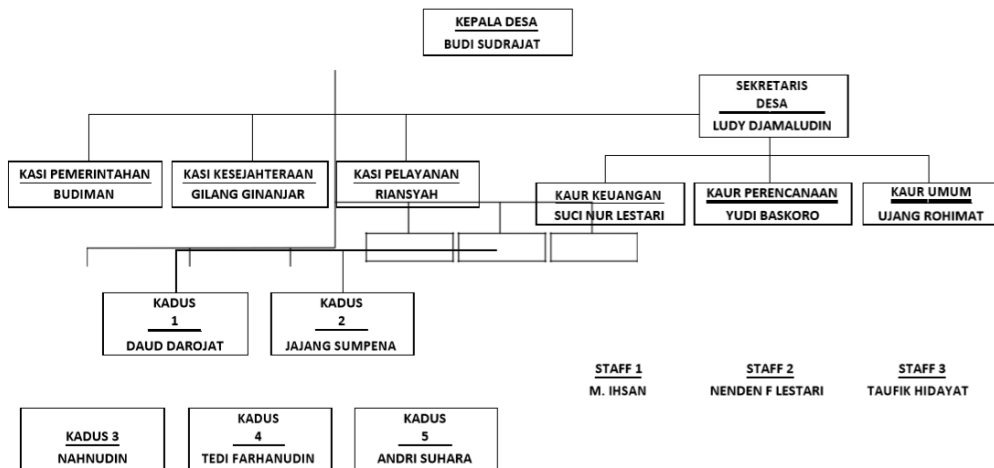 KEPALA DESA
BUDI SUDRAJAT
SEKRETARIS
DESA
LUDY DJAMALUDIN
KASI PEMERINTAHAN
BUDIMAN
KASI KESEJAHTERAAN
GILANG GINANJAR
KASI PELAYANAN
RIANSYAH
KAUR KEUANGAN
SUCI NUR LESTARI
KAUR PERENCANAAN
YUDI BASKORO
KAUR UMUM
UJANG ROHIMAT
KADUS
1
DAUD DAROJAT
KADUS
2
JAJANG SUMPENA
STAFF 1
M. IHSAN
STAFF 2
NENDEN F LESTARI
STAFF 3
TAUFIK HIDAYAT
KADUS 3
NAHNUDIN
KADUS
4
TEDI FARHANUDIN
KADUS
5
ANDRI SUHARA